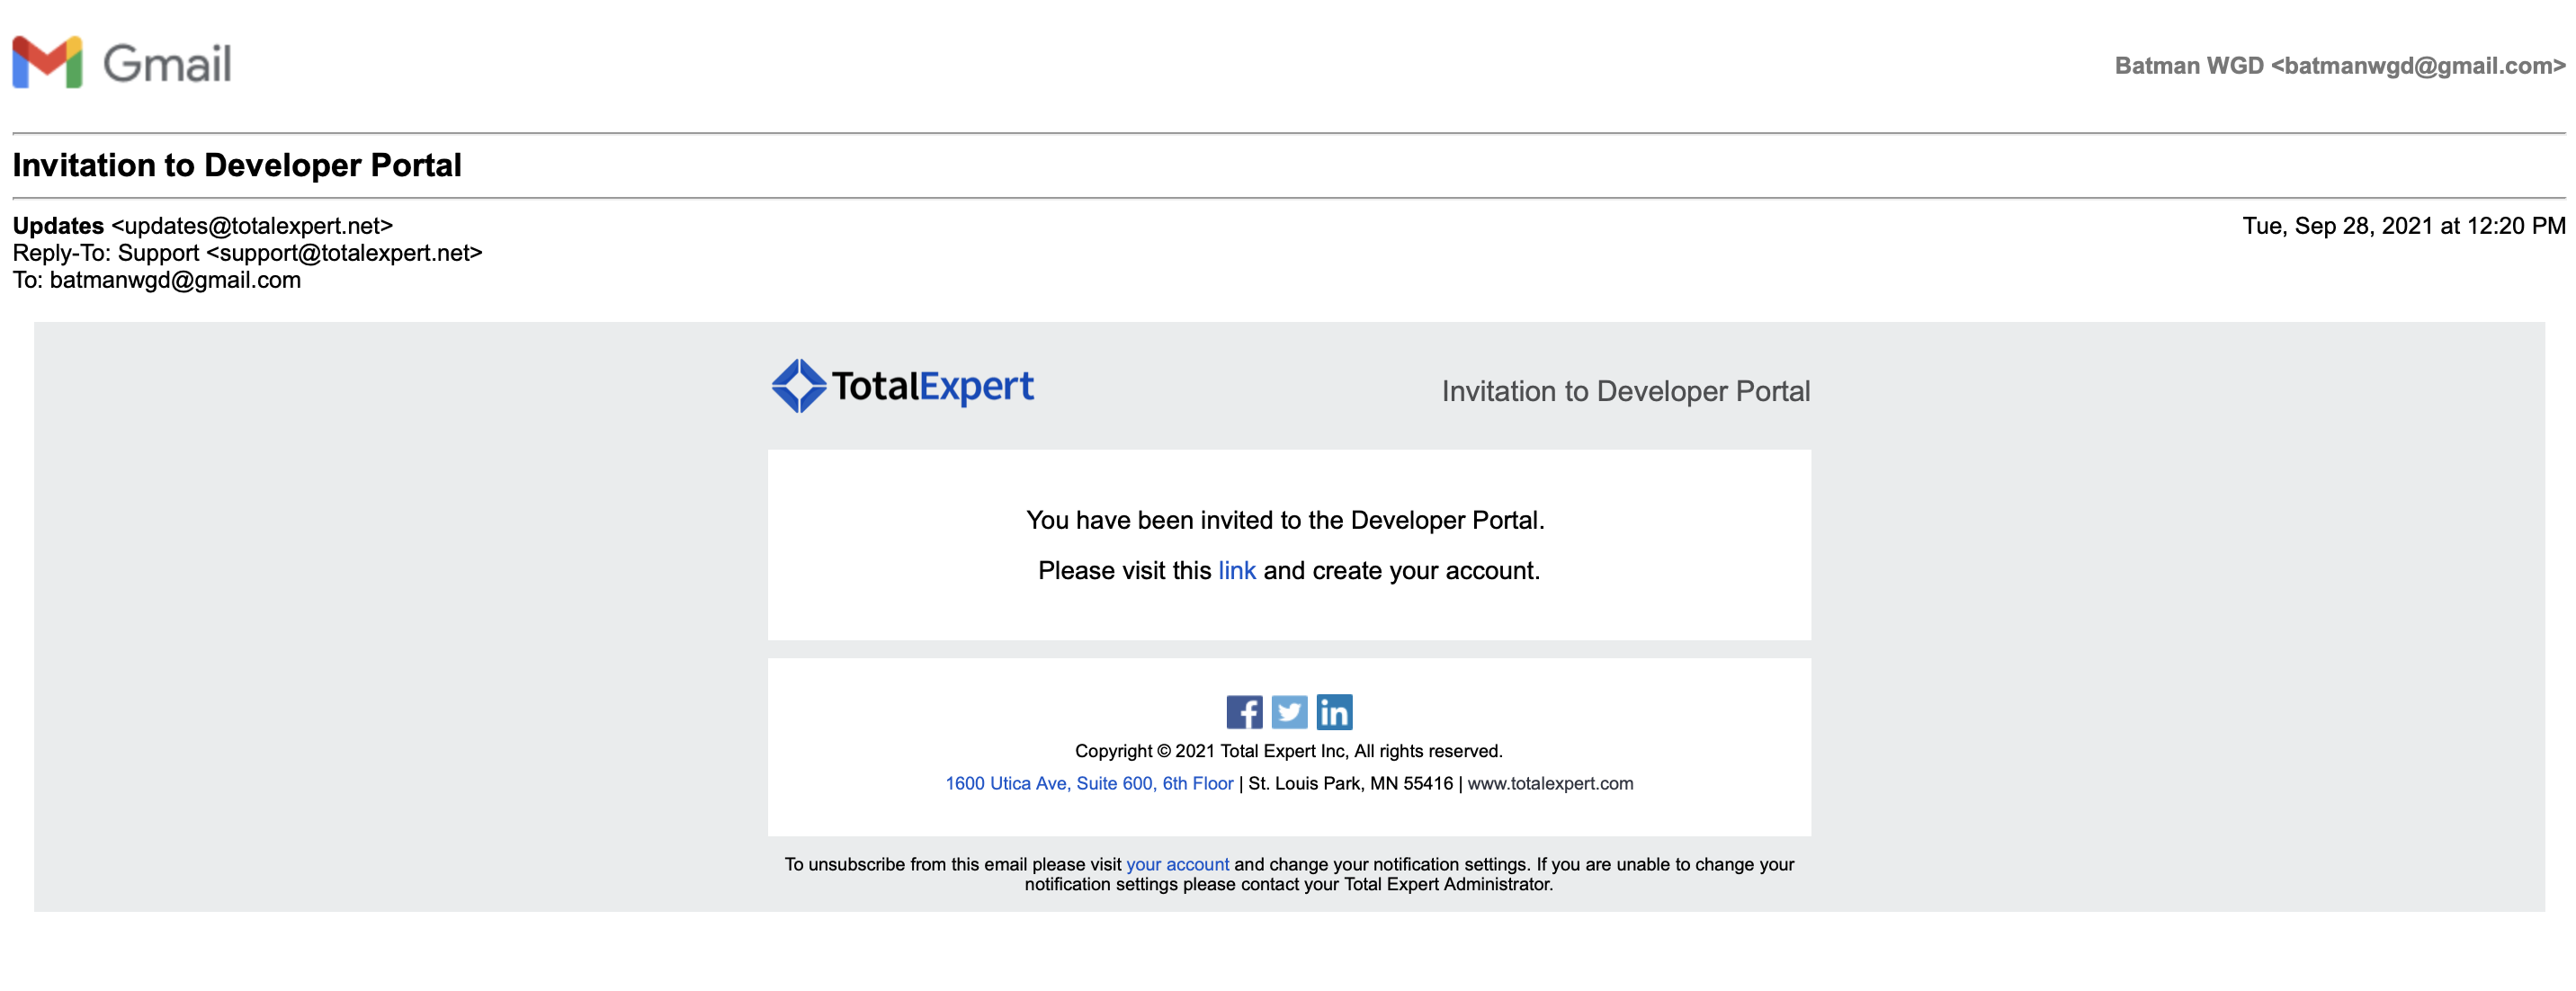 Gmail
Batman WGD <batmanwgd@gmail.com>
Invitation to Developer Portal
Updates <updates@totalexpert.net>
Tue, Sep 28, 2021 at 12:20 PM
Reply-To: Support <support@totalexpert.net>
To: batmanwgd@gmail.com
TotalExpert
Invitation to Developer Portal
You have been invited to the Developer Portal.
Please visit this link and create your account.
Copyright © 2021 Total Expert Inc, All rights reserved.
1600 Utica Ave, Suite 600, 6th Floor | St. Louis Park, MN 55416 | www.totalexpert.com
To unsubscribe from this email please visit your account and change your notification settings. If you are unable to change your
notification settings please contact your Total Expert Administrator.